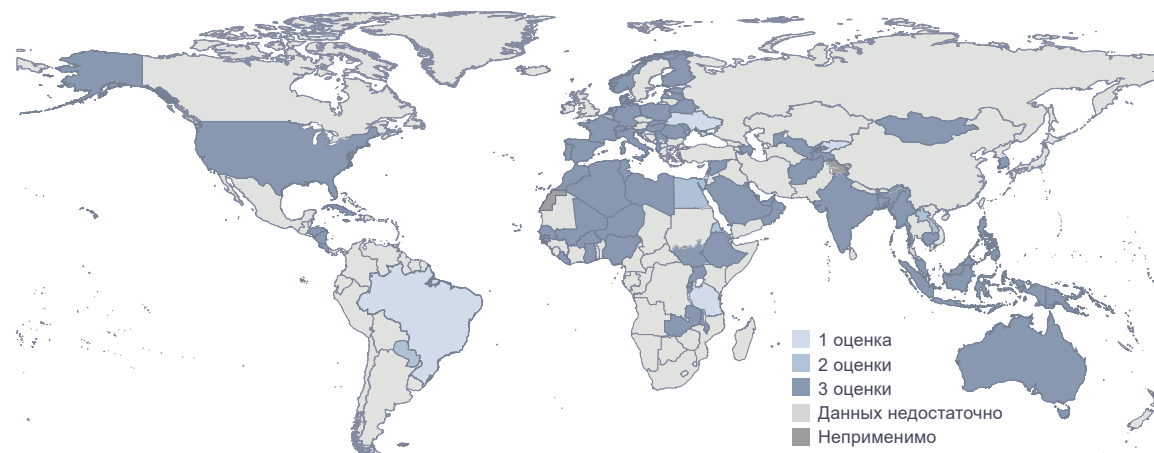 1 оценка
2 оценки
3 оценки
Данных недостаточно
Неприменимо